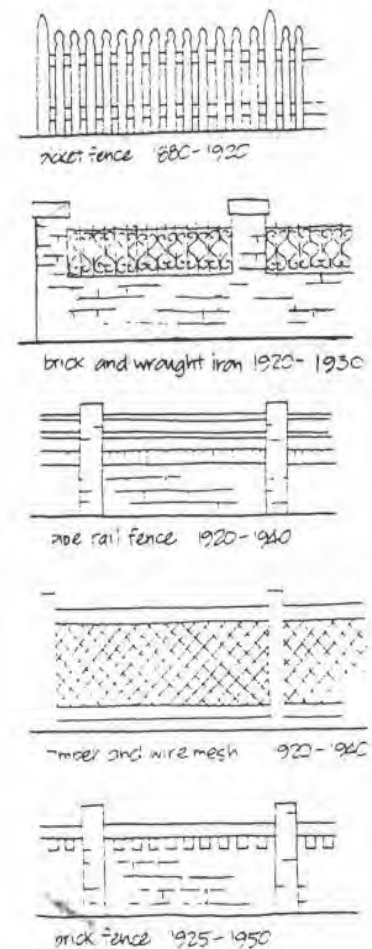 picket fence 1880-1920
brick and wrought iron 1920-1930
pipe rail fence 1920-1940
timber and wire mesh 1920-1940
brick fence 1925-1950